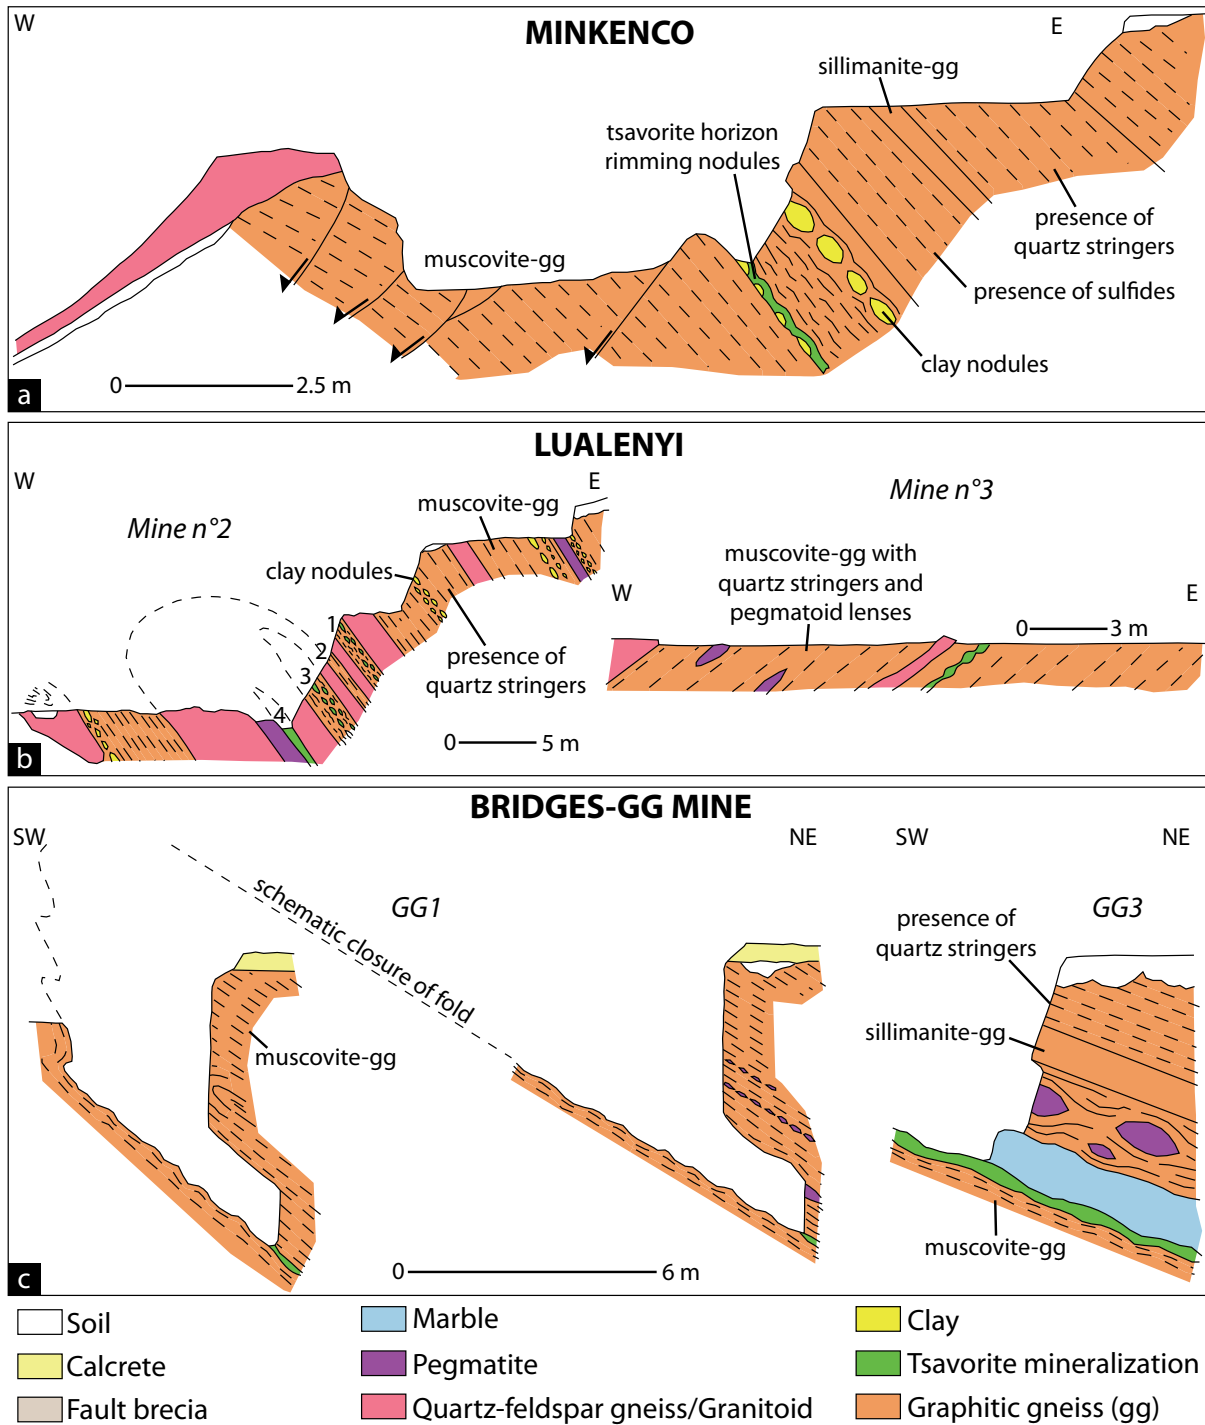 MINKENCO
W
E
sillimanite-gg
tsavorite horizon
rimming nodules
muscovite-gg
presence of
quartz stringers
presence of sulfides
clay nodules
0 2.5 m
a
LUALENYI
W
E
Mine n°2
muscovite-gg
clay nodules
1
2
3
4
presence of
quartz stringers
0 5 m
b
Mine n°3
muscovite-gg with
quartz stringers and
pegmatoid lenses
W
E
0 3 m
BRIDGES-GG MINE
SW
NE
GG1
schematic closure of fold
muscovite-gg
0 6 m
c
SW
NE
GG3
presence of
quartz stringers
sillimanite-gg
muscovite-gg
Soil
Calcrete
Fault brecia
Marble
Pegmatite
Quartz-feldspar gneiss/Granitoid
Clay
Tsavorite mineralization
Graphitic gneiss (gg)